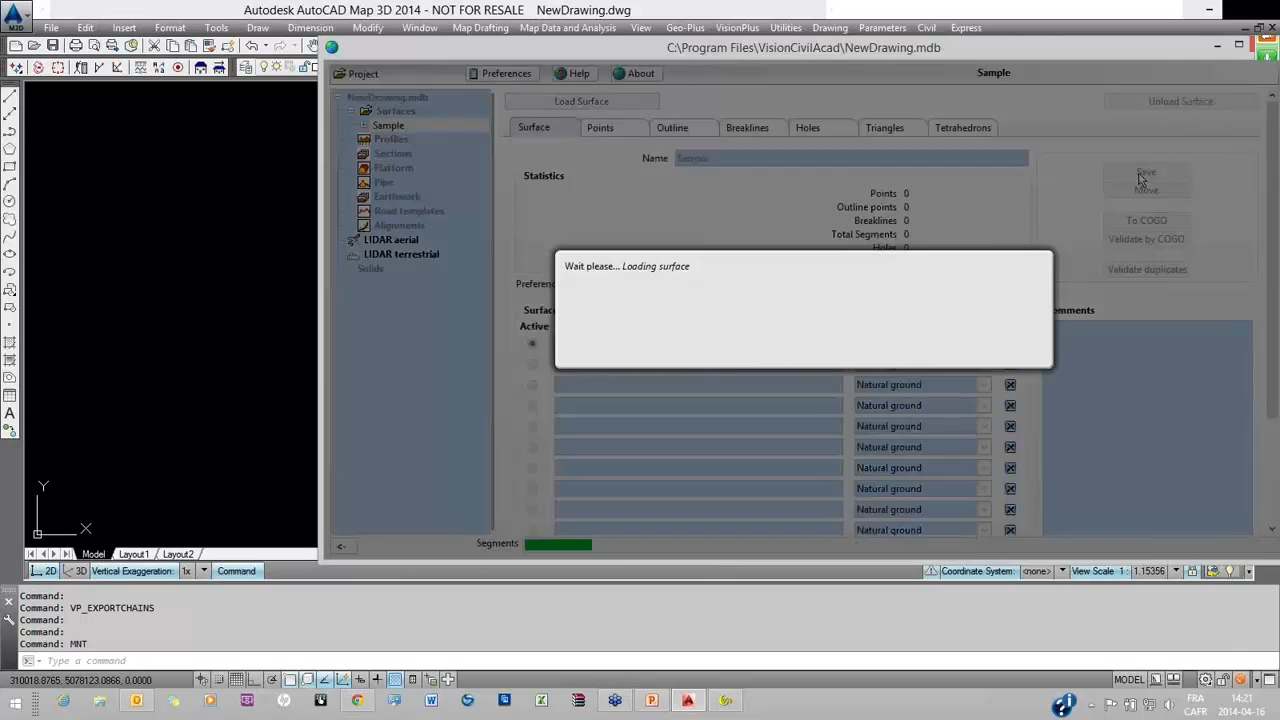 Autodesk AutoCAD Map 3D 2014 - NOT FOR RESALE NewDrawing.dwg
File Edit Insert Format Tools Draw Dimension Modify Window Map Drafting Map Data and Analysis View Geo-Plus VisionPlus Utilities Drawing Parameters Civil Express
C:\Program Files\VisionCivilAcad\NewDrawing.mdb
Project Preferences Help About Sample
NewDrawing.mdb
Surfaces
Sample
Profiles
Sections
Platform
Pipe
Earthwork
Road templates
Alignments
LIDAR aerial
LIDAR terrestrial
Solids
Load Surface Unload Surface
Surface Points Outline Breaklines Holes Triangles Tetrahedrons
Name
Statistics
Points 0
Outline points 0
Breaklines 0
Total Segments 0
Holes 0
Save
Move
To COGO
Validate by COGO
Validate duplicates
Wait please... Loading surface
Active
Natural ground
Natural ground
Natural ground
Natural ground
Natural ground
Natural ground
Natural ground
Natural ground
<-
Segments
Y
X
Model Layout1 Layout2
2D 3D Vertical Exaggeration: 1x Command
Coordinate System: <none> View Scale 1 : 1.15356
Command:
Command: VP_EXPORTCHAINS
Command:
Command:
Command: MNT
Type a command
310018.8765, 5078123.0866, 0.0000
MODEL
FRA
CAFR
14:21
2014-04-16